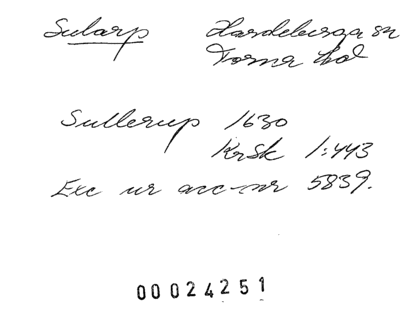 Sularp Hardeberga sn
Torna hd
Sullerup 1630
KrSk 1:443
Exc ur acc-nr 5839.
00024251